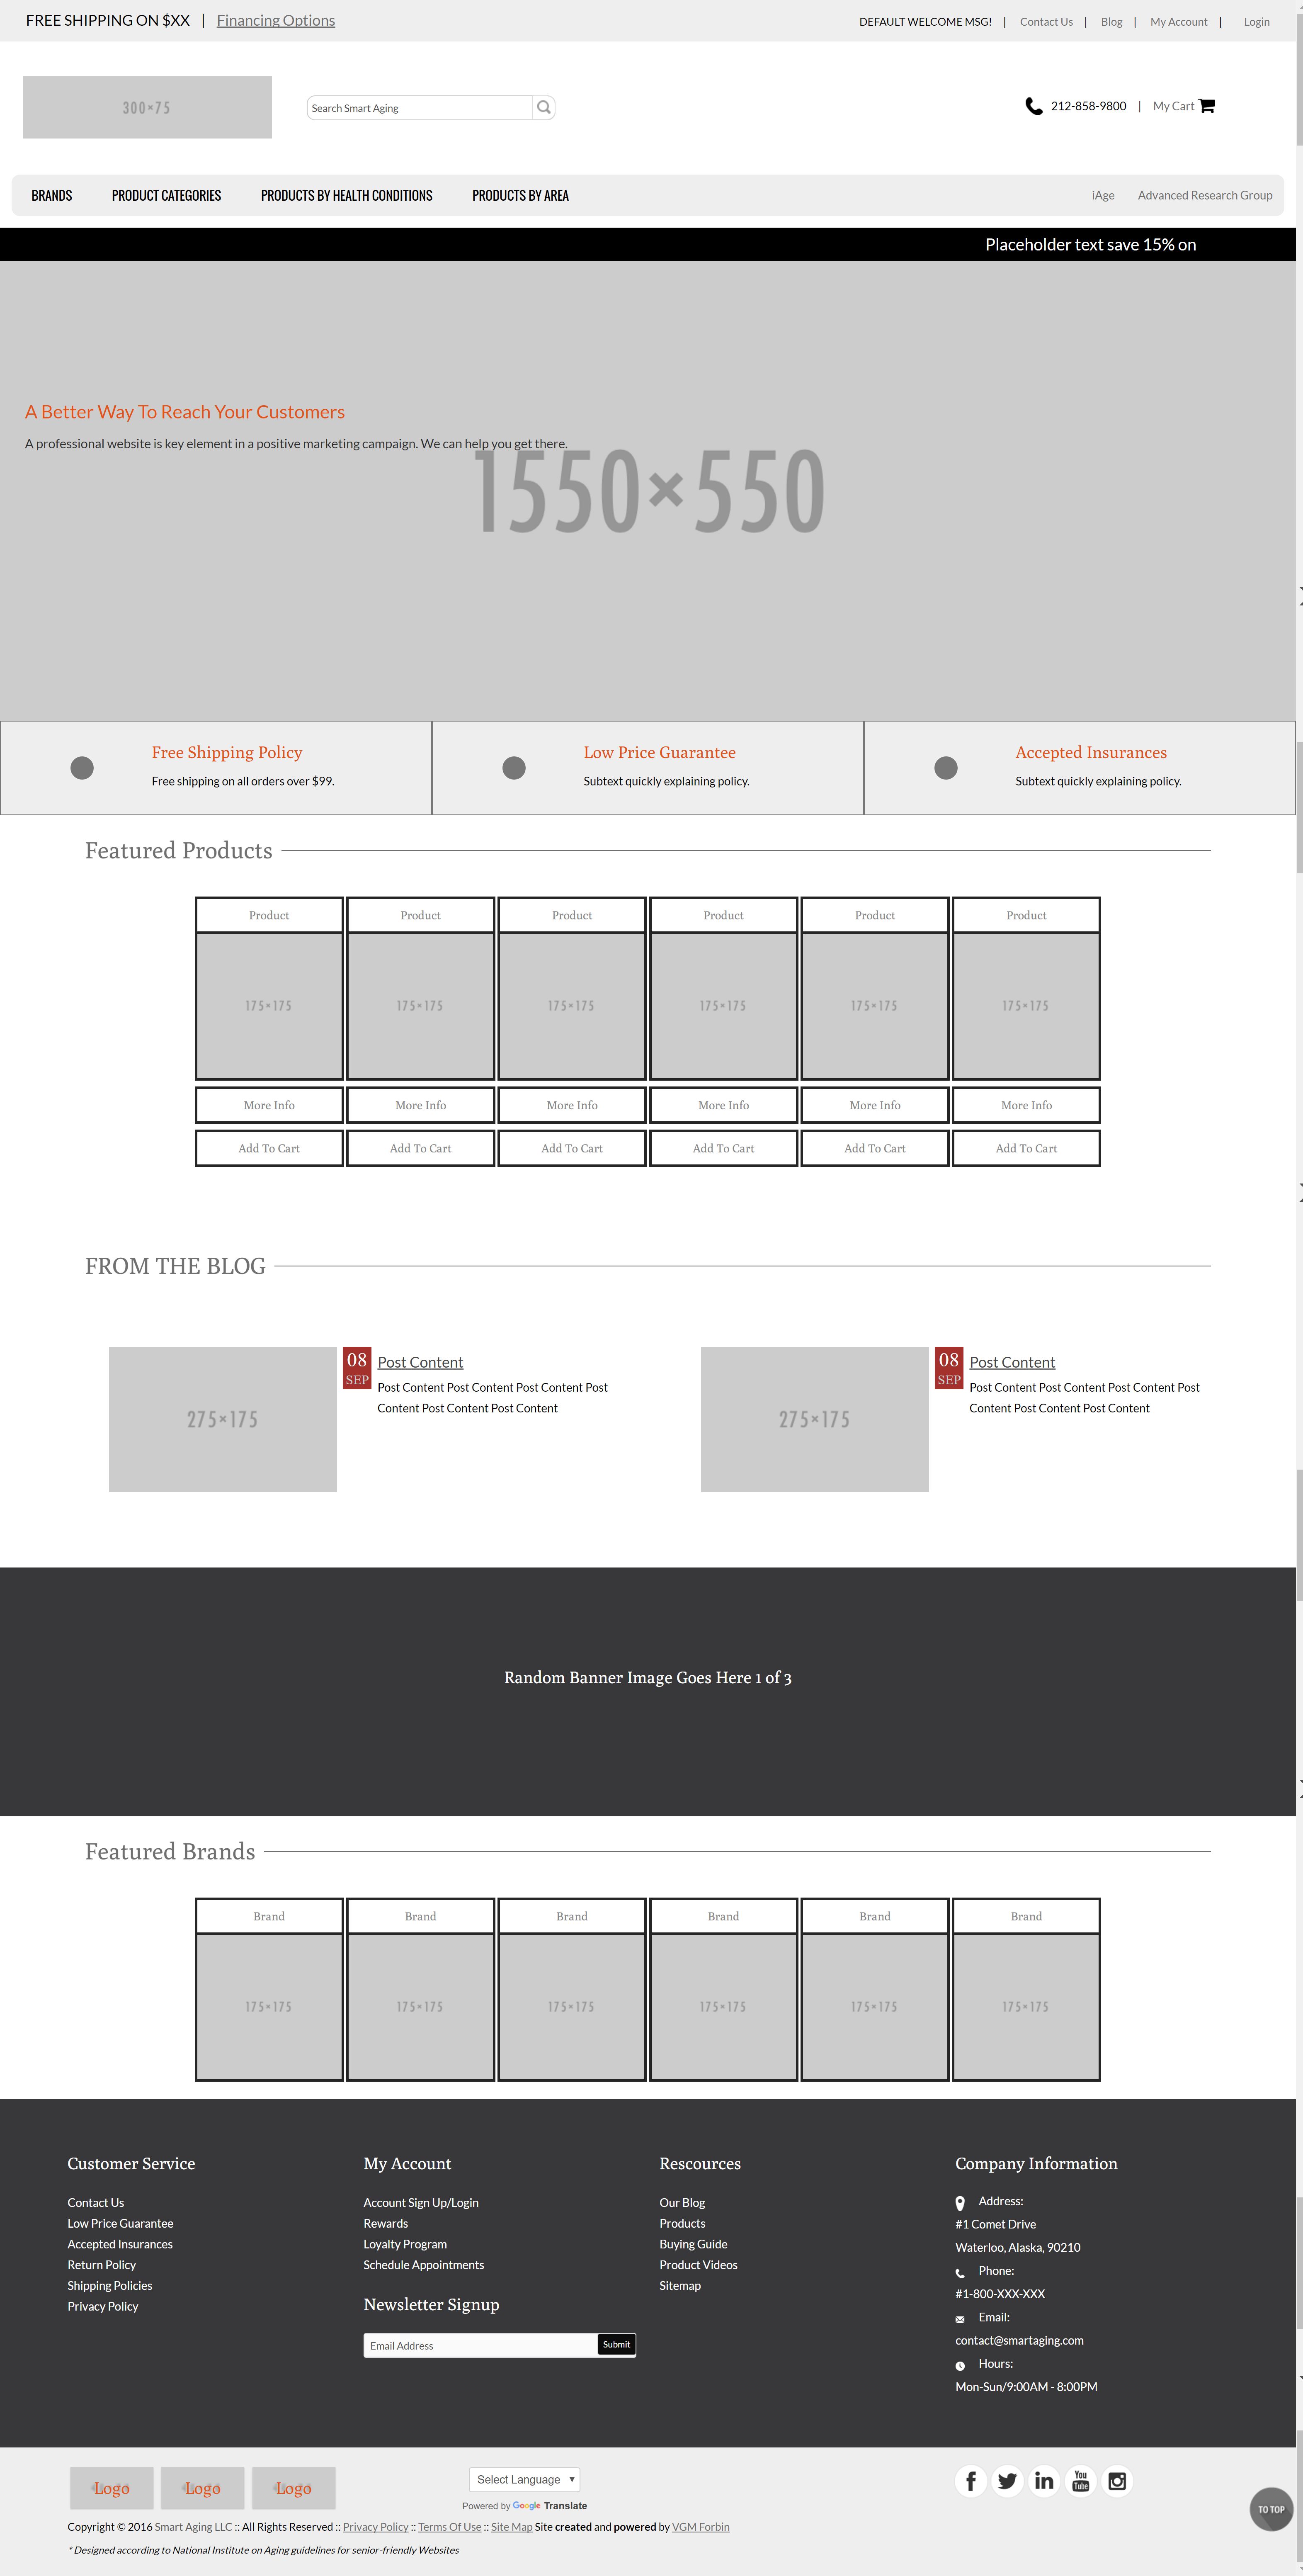 FREE SHIPPING ON $XX | Financing Options
DEFAULT WELCOME MSG! | Contact Us | Blog | My Account | Login
300×75
Search Smart Aging
212-858-9800 | My Cart
BRANDS PRODUCT CATEGORIES PRODUCTS BY HEALTH CONDITIONS PRODUCTS BY AREA
iAge Advanced Research Group
Placeholder text save 15% on
A Better Way To Reach Your Customers
A professional website is key element in a positive marketing campaign. We can help you get there.
1550×550
Free Shipping Policy
Free shipping on all orders over $99.
Low Price Guarantee
Subtext quickly explaining policy.
Accepted Insurances
Subtext quickly explaining policy.
Featured Products
Product Product Product Product Product Product
175×175 175×175 175×175 175×175 175×175 175×175
More Info More Info More Info More Info More Info More Info
Add To Cart Add To Cart Add To Cart Add To Cart Add To Cart Add To Cart
FROM THE BLOG
275×175
08
SEP
Post Content
Post Content Post Content Post Content Post
Content Post Content Post Content
275×175
08
SEP
Post Content
Post Content Post Content Post Content Post
Content Post Content Post Content
Random Banner Image Goes Here 1 of 3
Featured Brands
Brand Brand Brand Brand Brand Brand
175×175 175×175 175×175 175×175 175×175 175×175
Customer Service
Contact Us
Low Price Guarantee
Accepted Insurances
Return Policy
Shipping Policies
Privacy Policy
My Account
Account Sign Up/Login
Rewards
Loyalty Program
Schedule Appointments
Newsletter Signup
Email Address
Submit
Rescources
Our Blog
Products
Buying Guide
Product Videos
Sitemap
Company Information
Address:
#1 Comet Drive
Waterloo, Alaska, 90210
Phone:
#1-800-XXX-XXX
Email:
contact@smartaging.com
Hours:
Mon-Sun/9:00AM - 8:00PM
Logo Logo Logo
Select Language
Powered by Google Translate
You
Tube
TO TOP
Copyright © 2016 Smart Aging LLC :: All Rights Reserved :: Privacy Policy :: Terms Of Use :: Site Map Site created and powered by VGM Forbin
* Designed according to National Institute on Aging guidelines for senior-friendly Websites